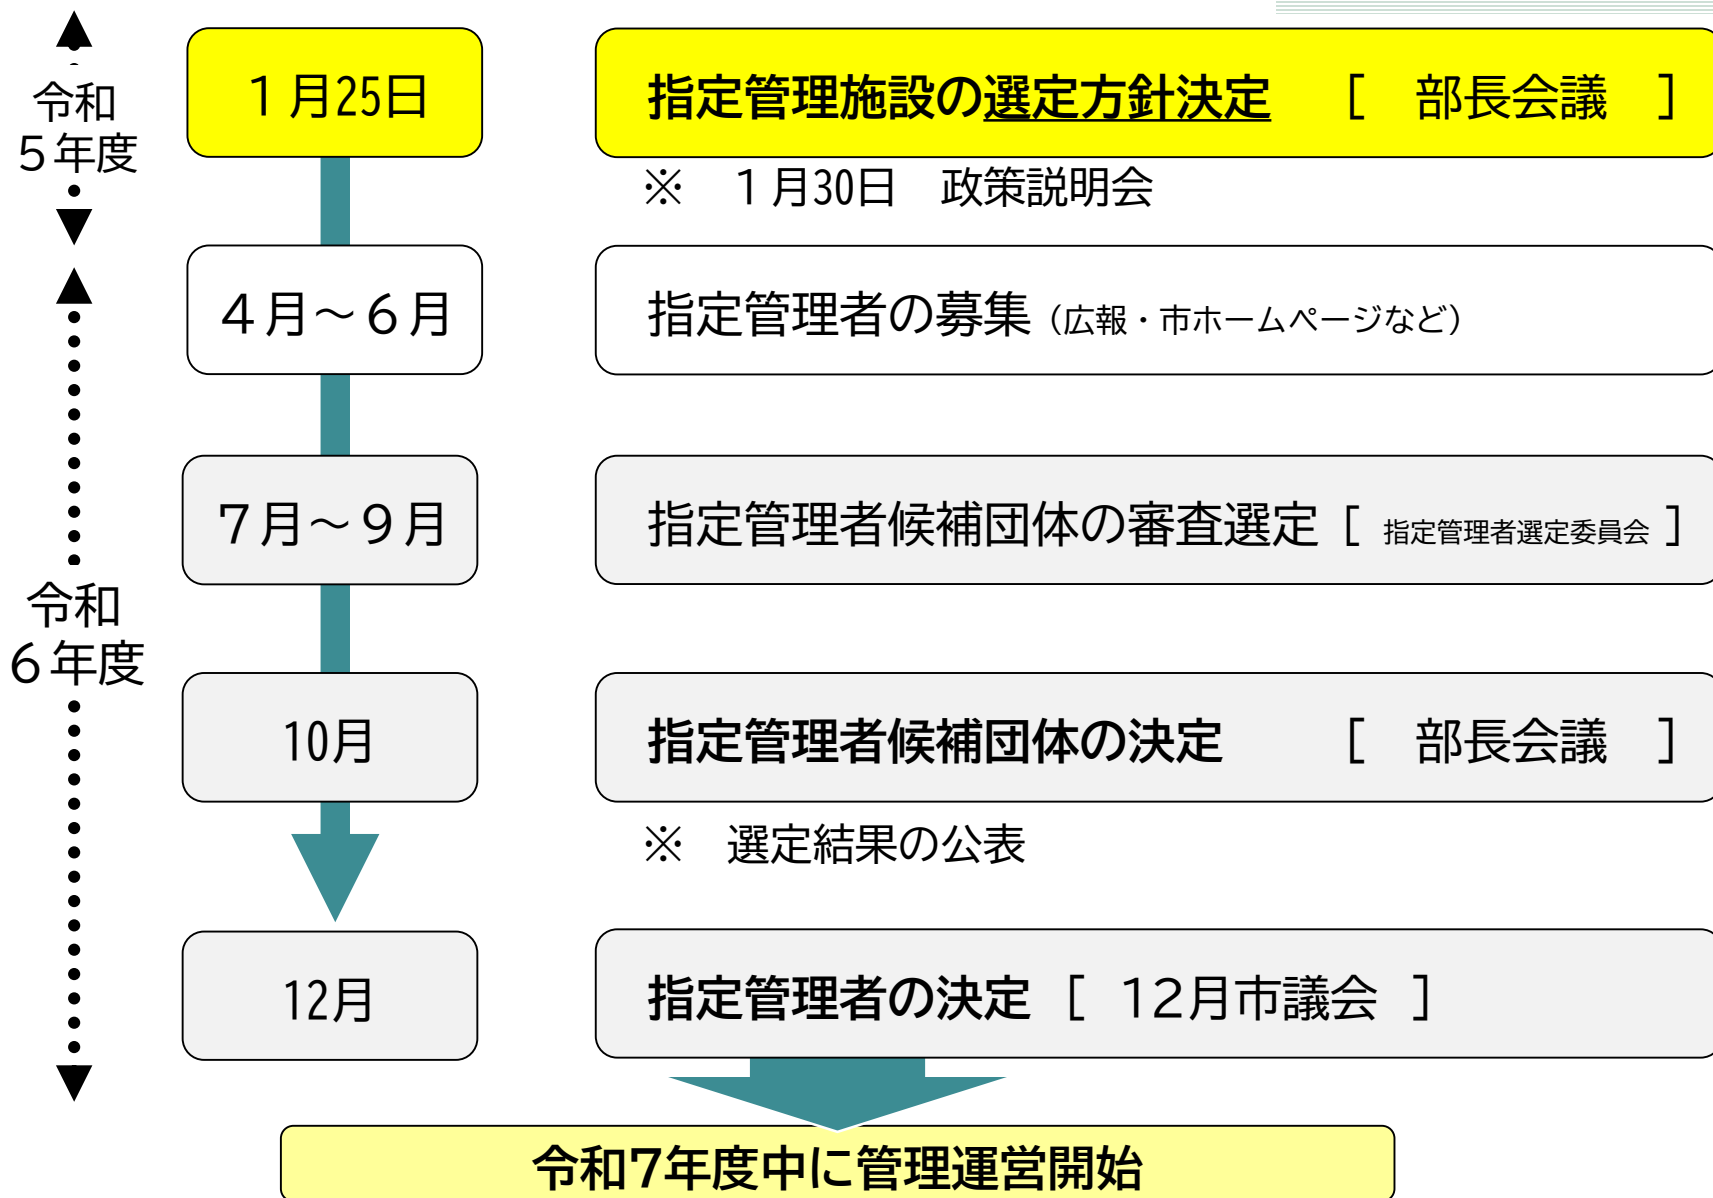 令和
５年度
１月25日
指定管理施設の選定方針決定　［　部長会議　］
※　１月30日　政策説明会
４月～６月
指定管理者の募集（広報・市ホームページなど）
７月～９月
指定管理者候補団体の審査選定［　指定管理者選定委員会　］
令和
６年度
10月
指定管理者候補団体の決定　［　部長会議　］
※　選定結果の公表
12月
指定管理者の決定［　12月市議会　］
令和7年度中に管理運営開始